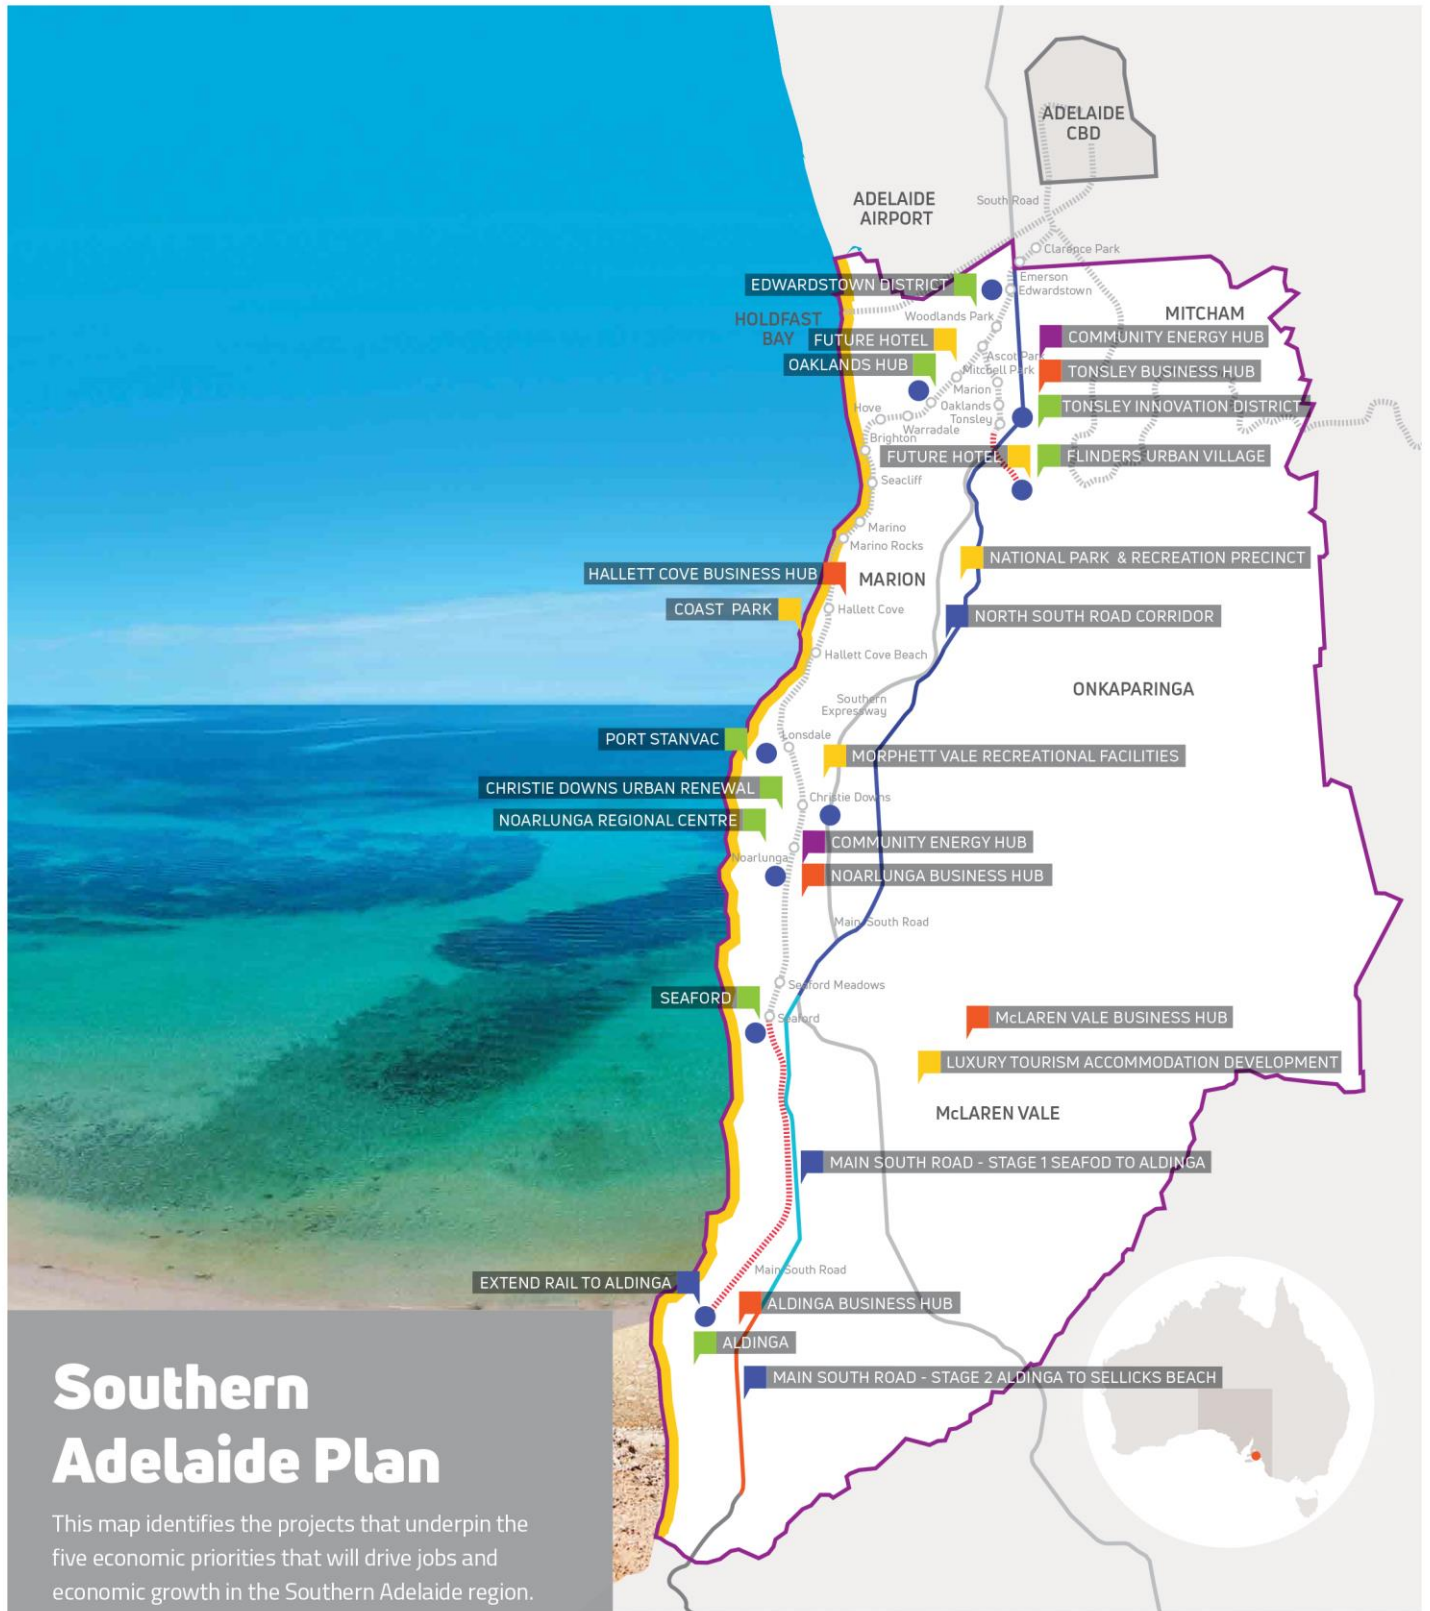 ADELAIDE
CBD
ADELAIDE
AIRPORT
South Road
Clarence Park
Emerson
Edwardstown
EDWARDSTOWN DISTRICT
MITCHAM
HOLDFAST
BAY
Woodlands Park
FUTURE HOTEL
COMMUNITY ENERGY HUB
OAKLANDS HUB
Ascot Park
Mitchell Park
TONSLEY BUSINESS HUB
Marion
Oaklands
TONSLEY INNOVATION DISTRICT
Hove
Tonsley
Warradale
Brighton
FUTURE HOTEL
FLINDERS URBAN VILLAGE
Seacliff
Marino
Marino Rocks
NATIONAL PARK & RECREATION PRECINCT
HALLETT COVE BUSINESS HUB
MARION
COAST PARK
Hallett Cove
NORTH SOUTH ROAD CORRIDOR
Hallett Cove Beach
ONKAPARINGA
Southern
Expressway
PORT STANVAC
Lonsdale
MORPHETT VALE RECREATIONAL FACILITIES
CHRISTIE DOWNS URBAN RENEWAL
Christie Downs
NOARLUNGA REGIONAL CENTRE
COMMUNITY ENERGY HUB
Noarlunga
NOARLUNGA BUSINESS HUB
Main South Road
Seaford Meadows
SEAFORD
Seaford
McLAREN VALE BUSINESS HUB
LUXURY TOURISM ACCOMMODATION DEVELOPMENT
McLAREN VALE
MAIN SOUTH ROAD - STAGE 1 SEAFOD TO ALDINGA
Main South Road
EXTEND RAIL TO ALDINGA
ALDINGA BUSINESS HUB
ALDINGA
MAIN SOUTH ROAD - STAGE 2 ALDINGA TO SELLICKS BEACH
Southern
Adelaide Plan
This map identifies the projects that underpin the
five economic priorities that will drive jobs and
economic growth in the Southern Adelaide region.